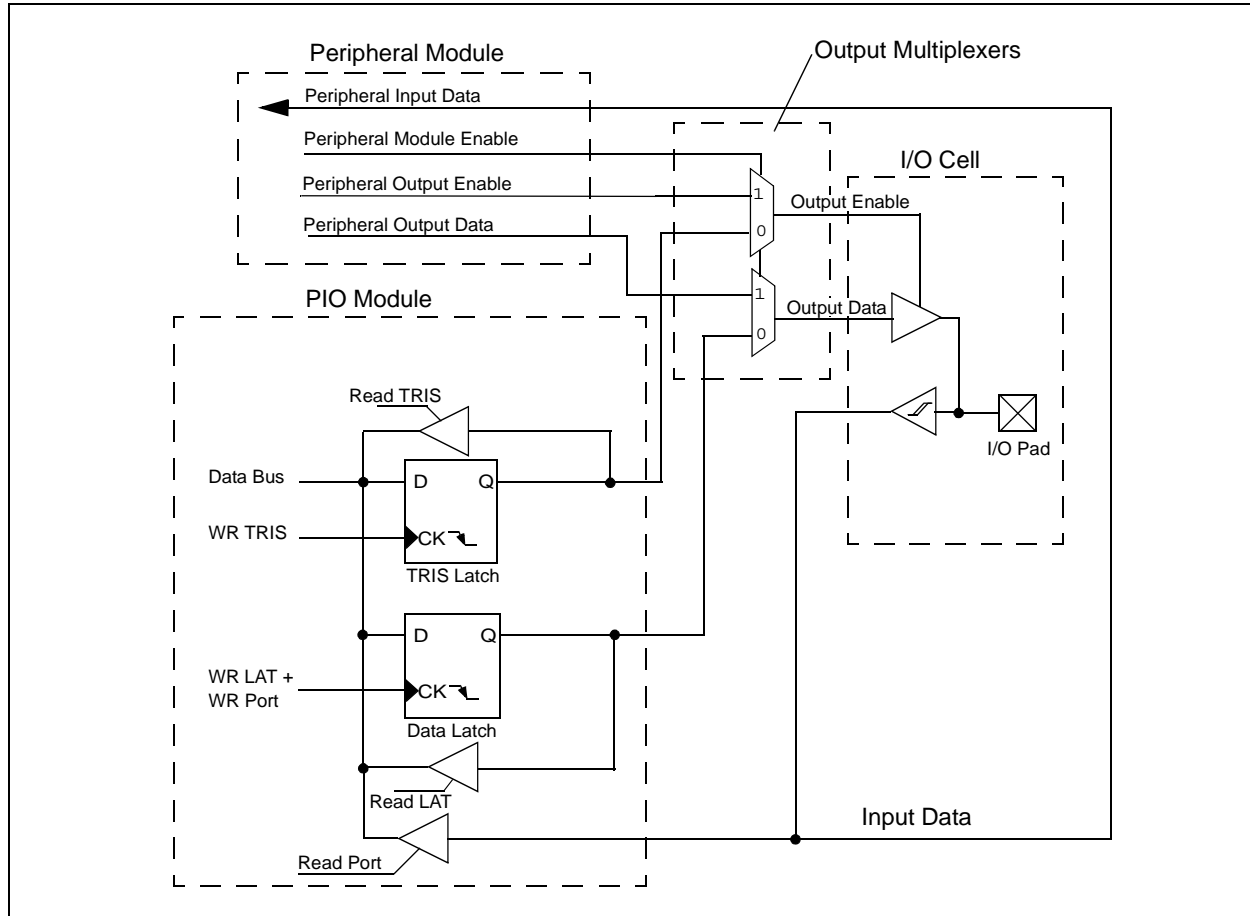 Peripheral Module
Output Multiplexers
Peripheral Input Data
Peripheral Module Enable
I/O Cell
Peripheral Output Enable
1
Output Enable
Peripheral Output Data
0
PIO Module
1
Output Data
0
Read TRIS
I/O Pad
Data Bus
D
Q
WR TRIS
CK
TRIS Latch
D
Q
WR LAT +
WR Port
CK
Data Latch
Read LAT
Input Data
Read Port